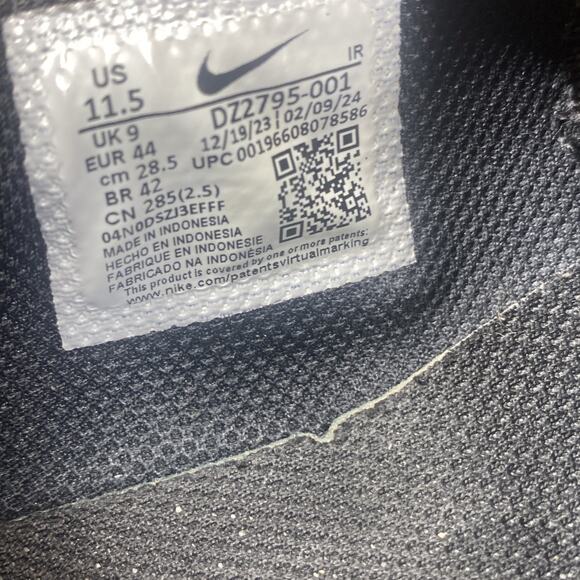 IR
US
11.5
DZ2795-001
UK 9
12/19/23 | 02/09/24
EUR 44
UPC 00196608078586
cm 28.5
BR 42
CN 285(2.5)
04N0DSZJ3EFFF
MADE IN INDONESIA
HECHO EN INDONESIA
FABRIQUE EN INDONESIE
FABRICADO NA INDONÉSIA
This product is covered by one or more patents:
www.nike.com/patentsvirtualmarking